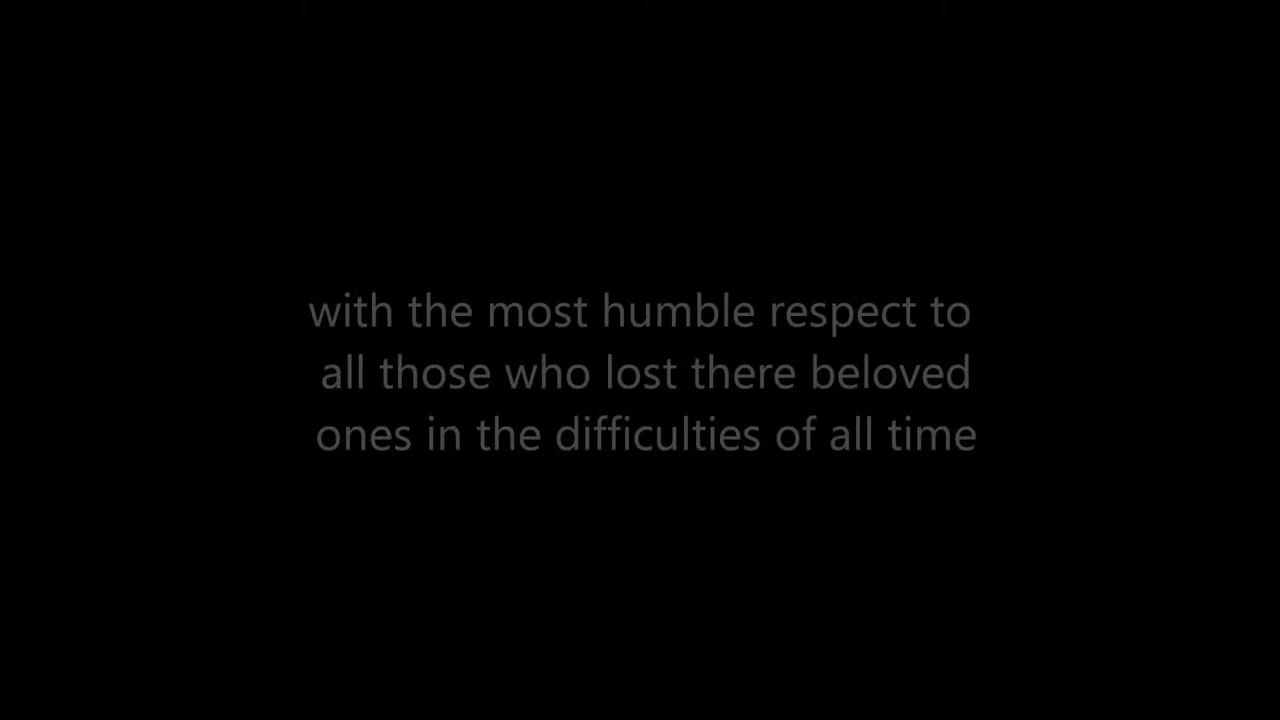 with the most humble respect to
all those who lost there beloved
ones in the difficulties of all time